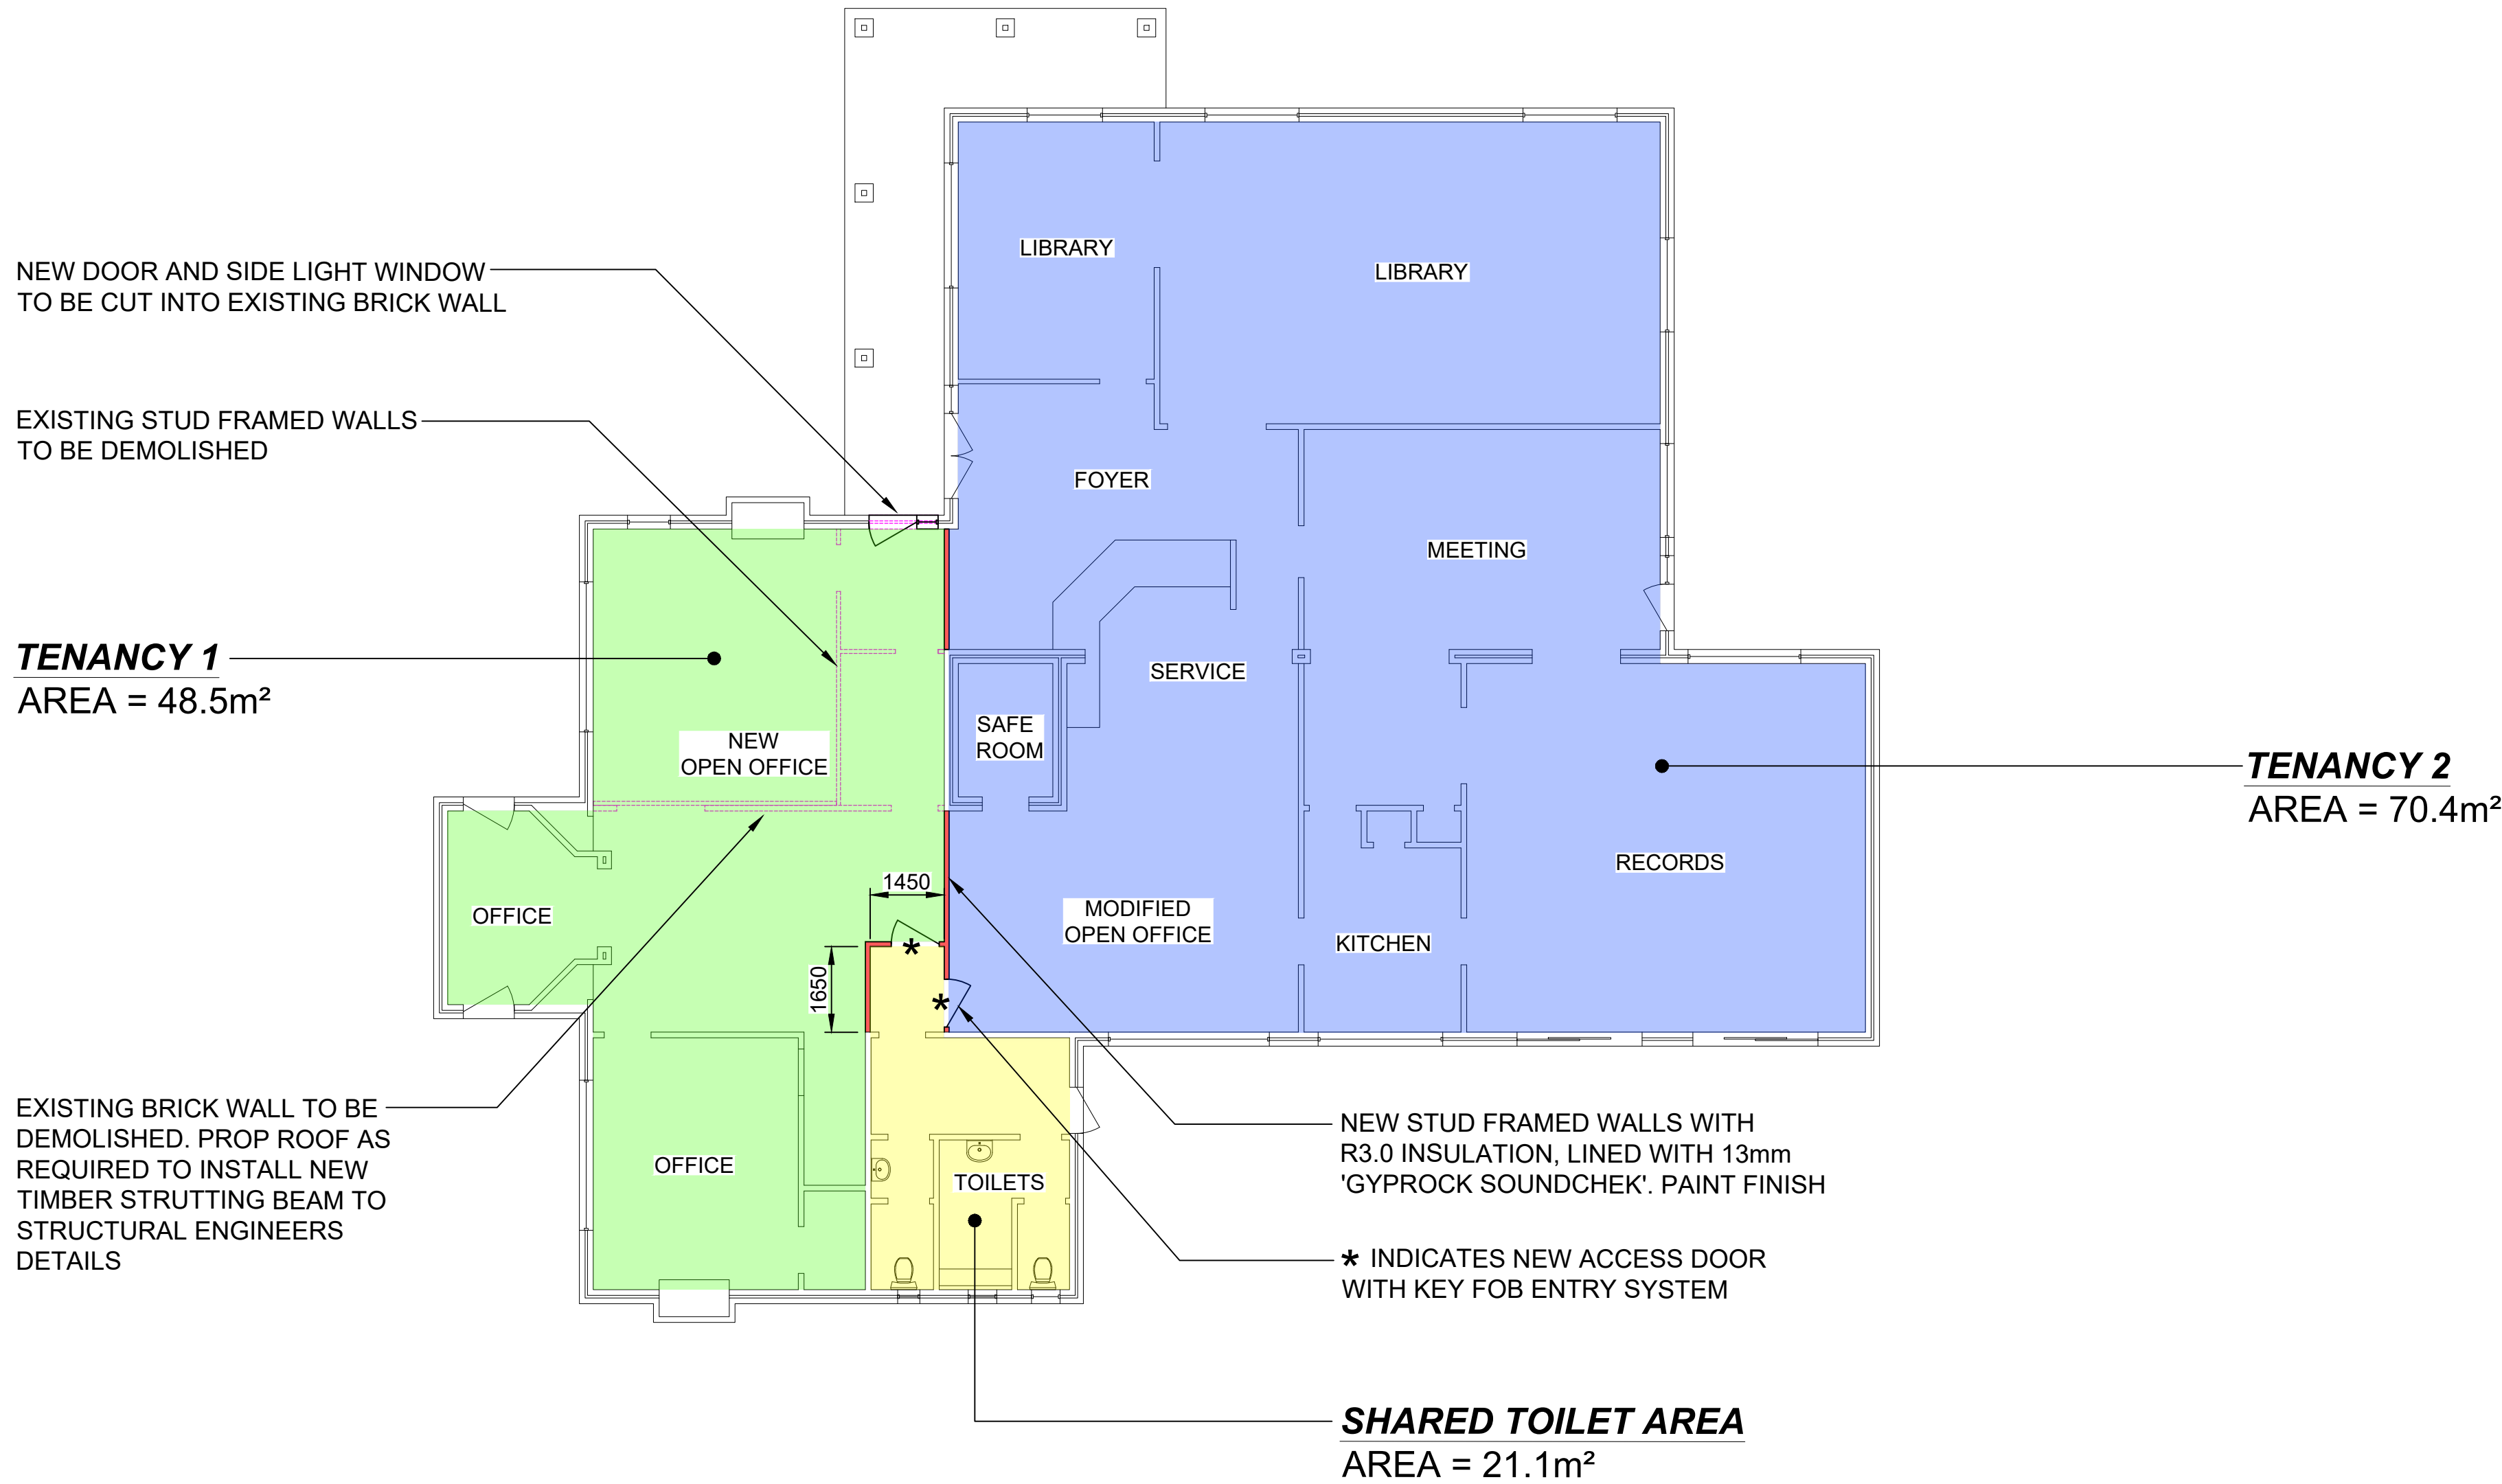 NEW DOOR AND SIDE LIGHT WINDOW
TO BE CUT INTO EXISTING BRICK WALL
EXISTING STUD FRAMED WALLS
TO BE DEMOLISHED
TENANCY 1
AREA = 48.5m²
EXISTING BRICK WALL TO BE
DEMOLISHED. PROP ROOF AS
REQUIRED TO INSTALL NEW
TIMBER STRUTTING BEAM TO
STRUCTURAL ENGINEERS
DETAILS
LIBRARY
LIBRARY
FOYER
MEETING
SERVICE
SAFE
ROOM
NEW
OPEN OFFICE
OFFICE
1450
*
1650
*
MODIFIED
OPEN OFFICE
KITCHEN
RECORDS
OFFICE
TOILETS
TENANCY 2
AREA = 70.4m²
NEW STUD FRAMED WALLS WITH
R3.0 INSULATION, LINED WITH 13mm
'GYPROCK SOUNDCHEK'. PAINT FINISH
* INDICATES NEW ACCESS DOOR
WITH KEY FOB ENTRY SYSTEM
SHARED TOILET AREA
AREA = 21.1m²